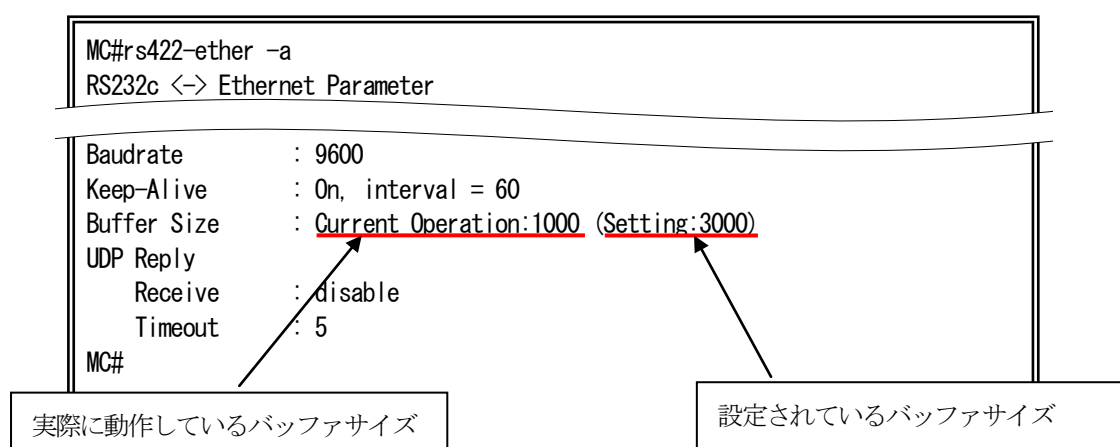 MC#rs422-ether -a
RS232c <-> Ethernet Parameter
Baudrate : 9600
Keep-Alive : On, interval = 60
Buffer Size : Current Operation:1000 (Setting:3000)
UDP Reply
Receive : disable
Timeout : 5
MC#
実際に動作しているバッファサイズ
設定されているバッファサイズ